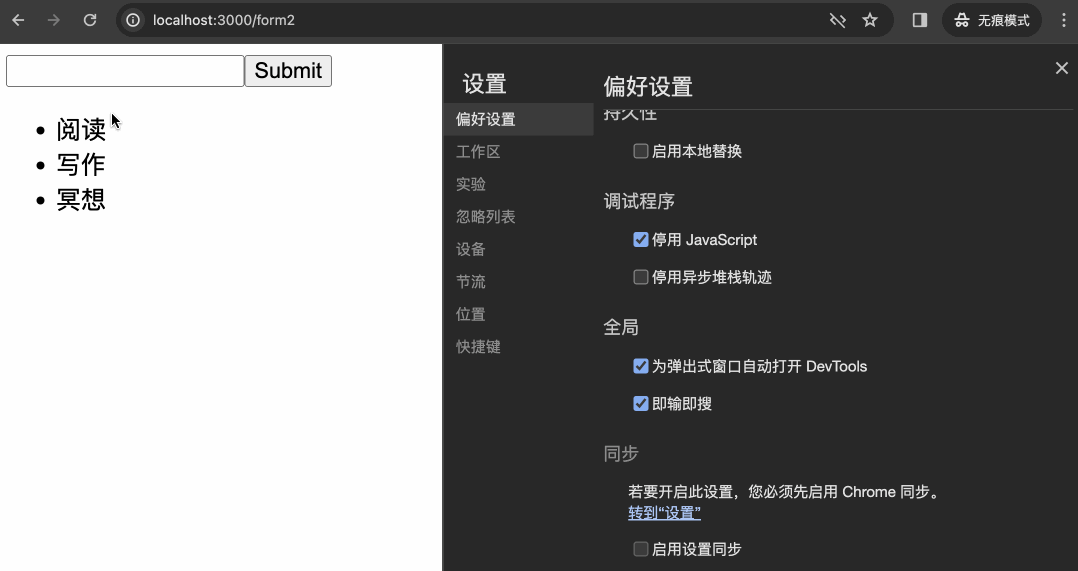 localhost:3000/form2
无痕模式
Submit
阅读
写作
冥想
设置
偏好设置
工作区
实验
忽略列表
设备
节流
位置
快捷键
偏好设置
持久性
启用本地替换
调试程序
停用 JavaScript
停用异步堆栈轨迹
全局
为弹出式窗口自动打开 DevTools
即输即搜
同步
若要开启此设置，您必须先启用 Chrome 同步。
转到“设置”
启用设置同步